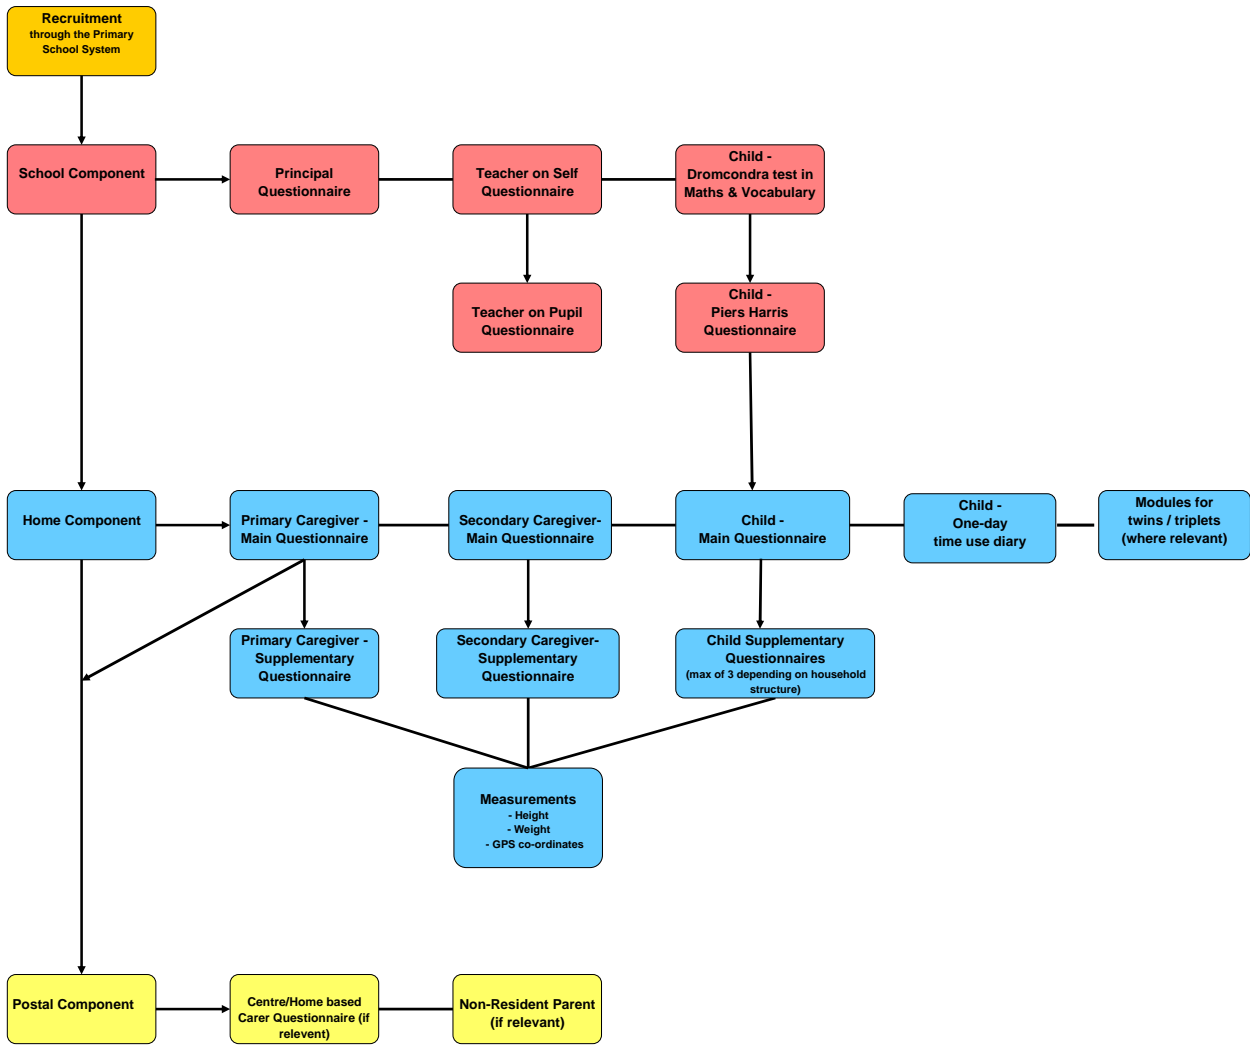 Recruitment
through the Primary
School System
School Component
Principal
Questionnaire
Teacher on Self
Questionnaire
Child -
Dromcondra test in
Maths & Vocabulary
Teacher on Pupil
Questionnaire
Child -
Piers Harris
Questionnaire
Home Component
Primary Caregiver -
Main Questionnaire
Secondary Caregiver-
Main Questionnaire
Child -
Main Questionnaire
Child -
One-day
time use diary
Modules for
twins / triplets
(where relevant)
Primary Caregiver -
Supplementary
Questionnaire
Secondary Caregiver-
Supplementary
Questionnaire
Child Supplementary
Questionnaires
(max of 3 depending on household
structure)
Measurements
- Height
- Weight
- GPS co-ordinates
Postal Component
Centre/Home based
Carer Questionnaire (if
relevent)
Non-Resident Parent
(if relevant)